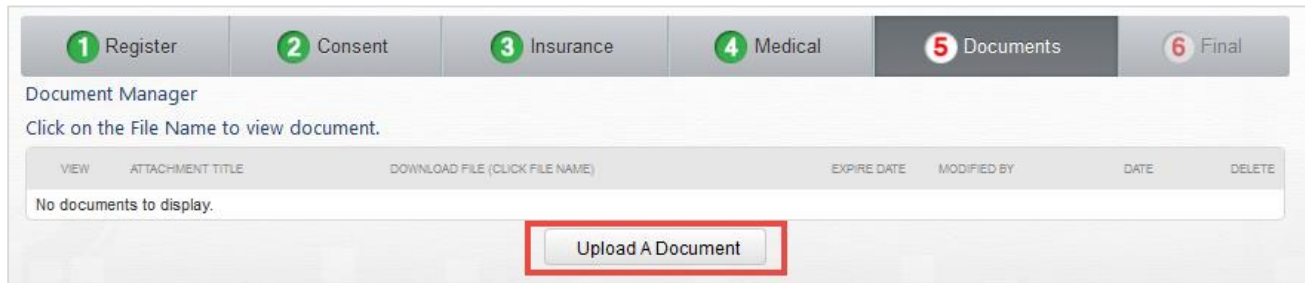 1 Register 2 Consent 3 Insurance 4 Medical 5 Documents 6 Final
Document Manager
Click on the File Name to view document.
VIEW ATTACHMENT TITLE DOWNLOAD FILE (CLICK FILE NAME) EXPIRE DATE MODIFIED BY DATE DELETE
No documents to display.
Upload A Document